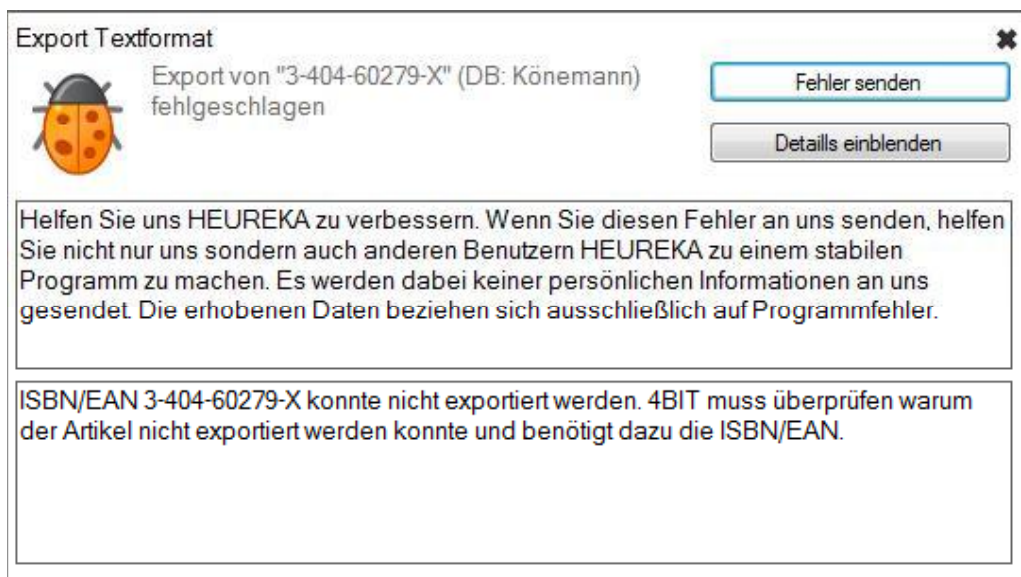 Export Textformat
Export von "3-404-60279-X" (DB: Könemann)
fehlgeschlagen
Fehler senden
Detaills einblenden
Helfen Sie uns HEUREKA zu verbessern. Wenn Sie diesen Fehler an uns senden, helfen
Sie nicht nur uns sondern auch anderen Benutzern HEUREKA zu einem stabilen
Programm zu machen. Es werden dabei keiner persönlichen Informationen an uns
gesendet. Die erhobenen Daten beziehen sich ausschließlich auf Programmfehler.
ISBN/EAN 3-404-60279-X konnte nicht exportiert werden. 4BIT muss überprüfen warum
der Artikel nicht exportiert werden konnte und benötigt dazu die ISBN/EAN.